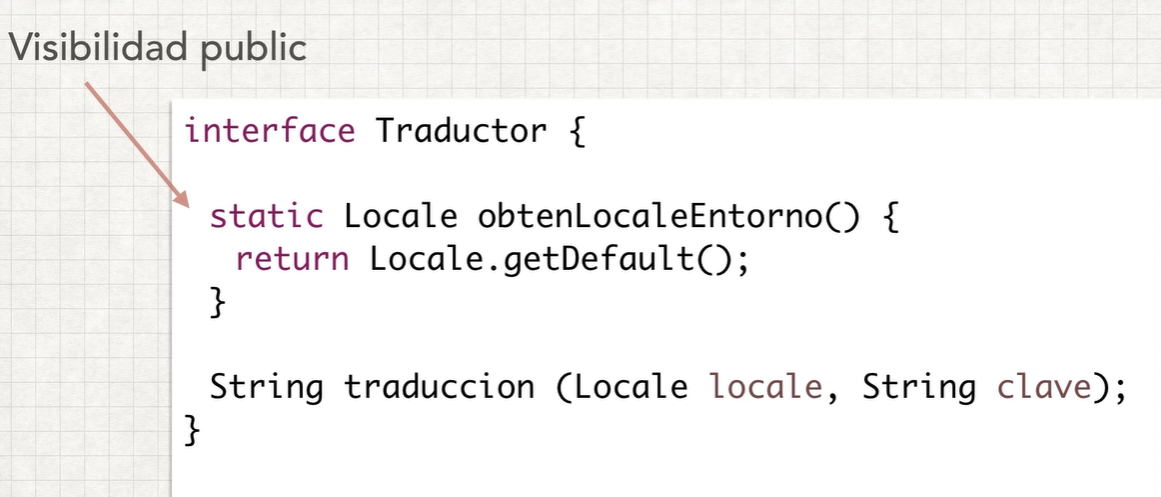 Visibilidad public
interface Traductor {
static Locale obtenLocaleEntorno() {
return Locale.getDefault();
}
String traduccion (Locale locale, String clave);
}